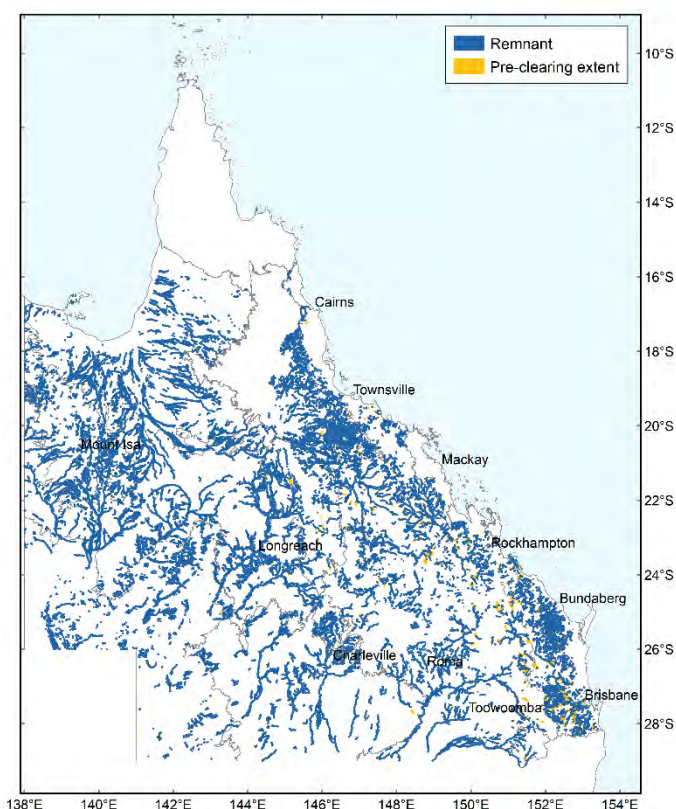 Remnant
Pre-clearing extent
10°S
12°S
14°S
16°S
Cairns
18°S
Townsville
20°S
Mount Isa
Mackay
22°S
Longreach
Rockhampton
24°S
Bundaberg
26°S
Charleville
Roma
Brisbane
Toowoomba
28°S
138°E
140°E
142°E
144°E
146°E
148°E
150°E
152°E
154°E